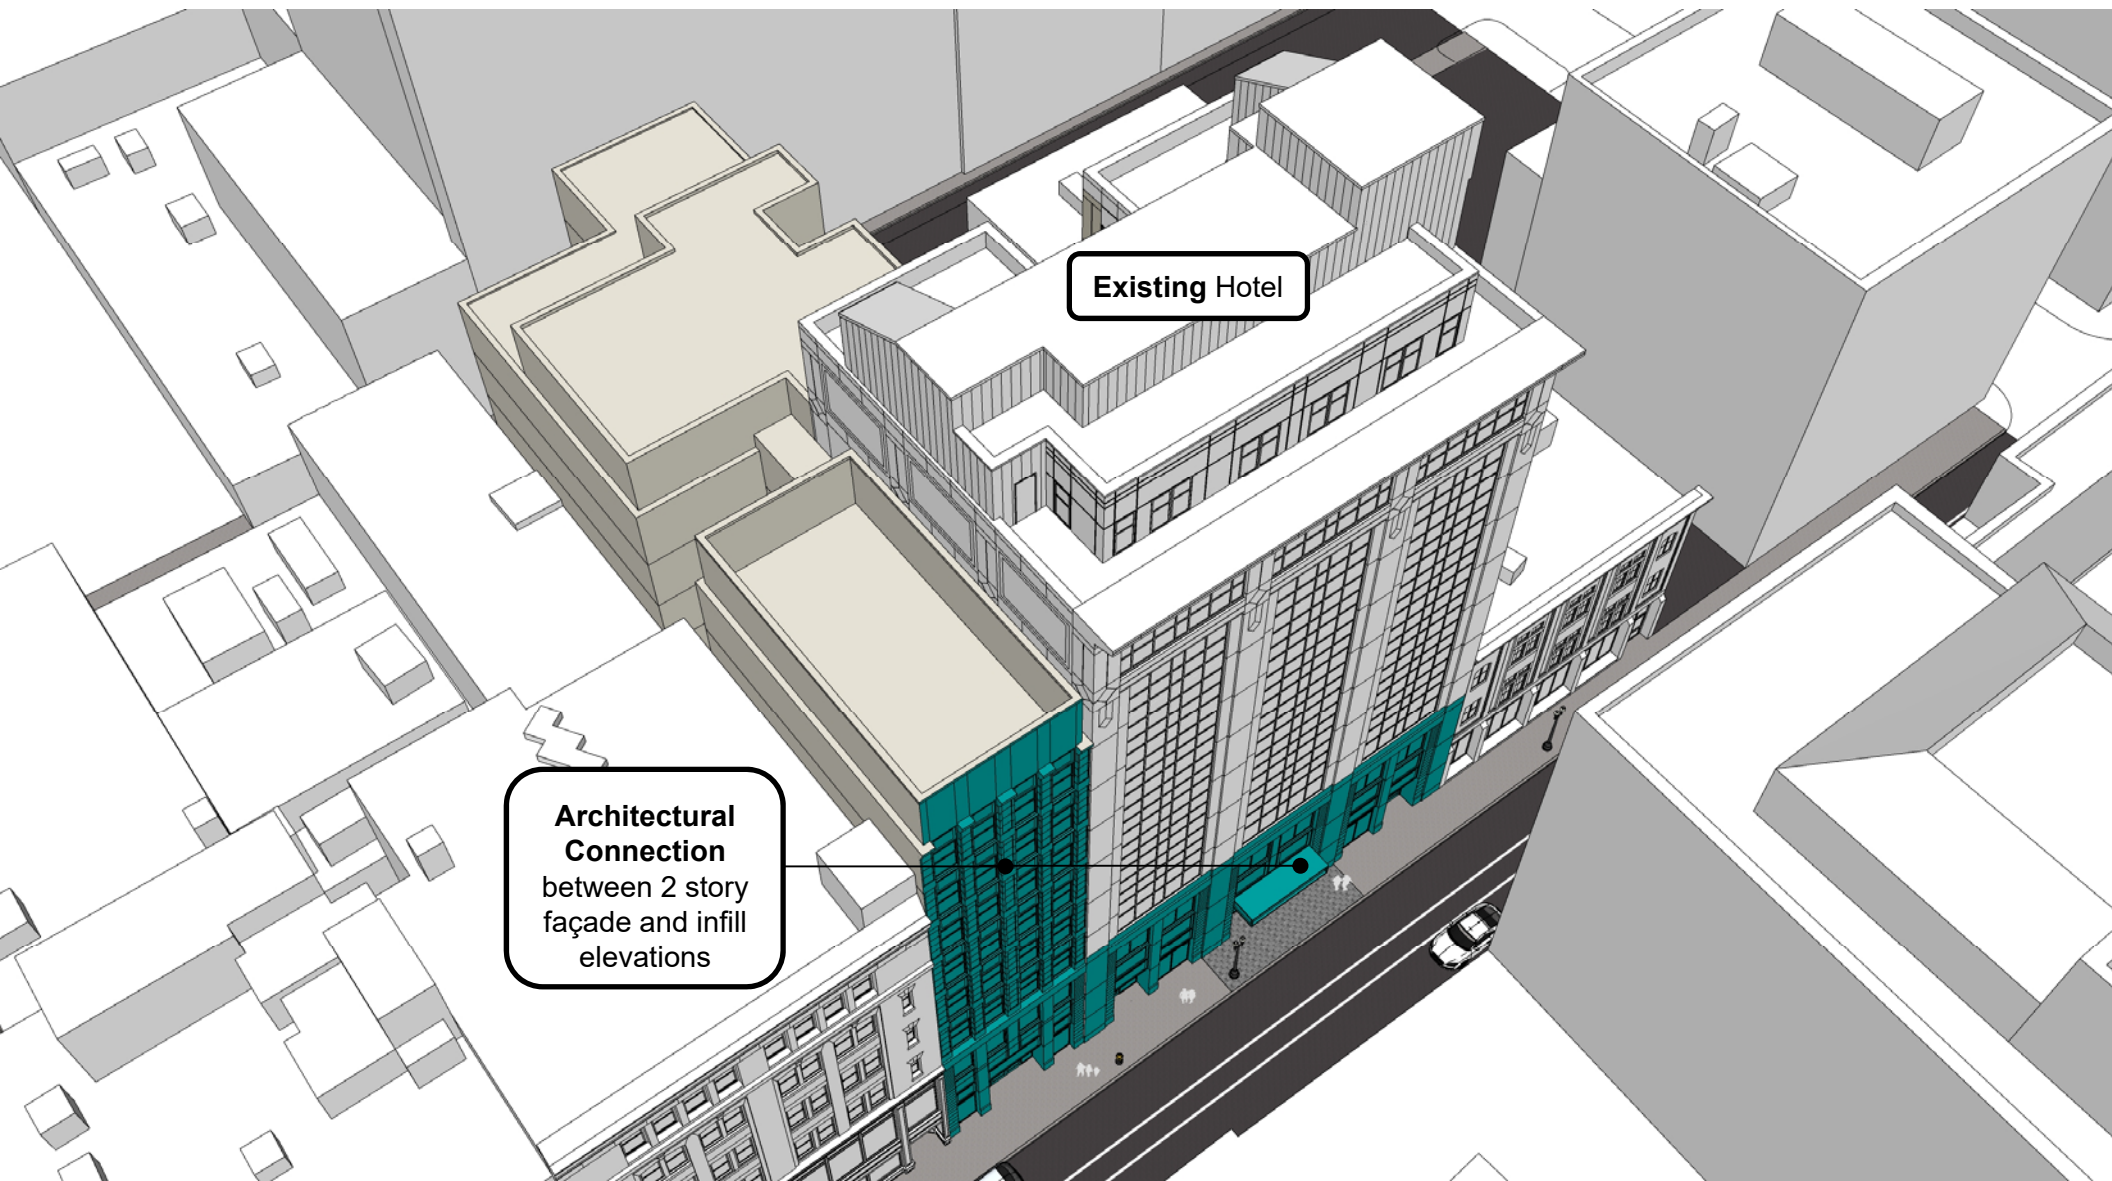 Existing Hotel
Architectural
Connection
between 2 story
façade and infill
elevations